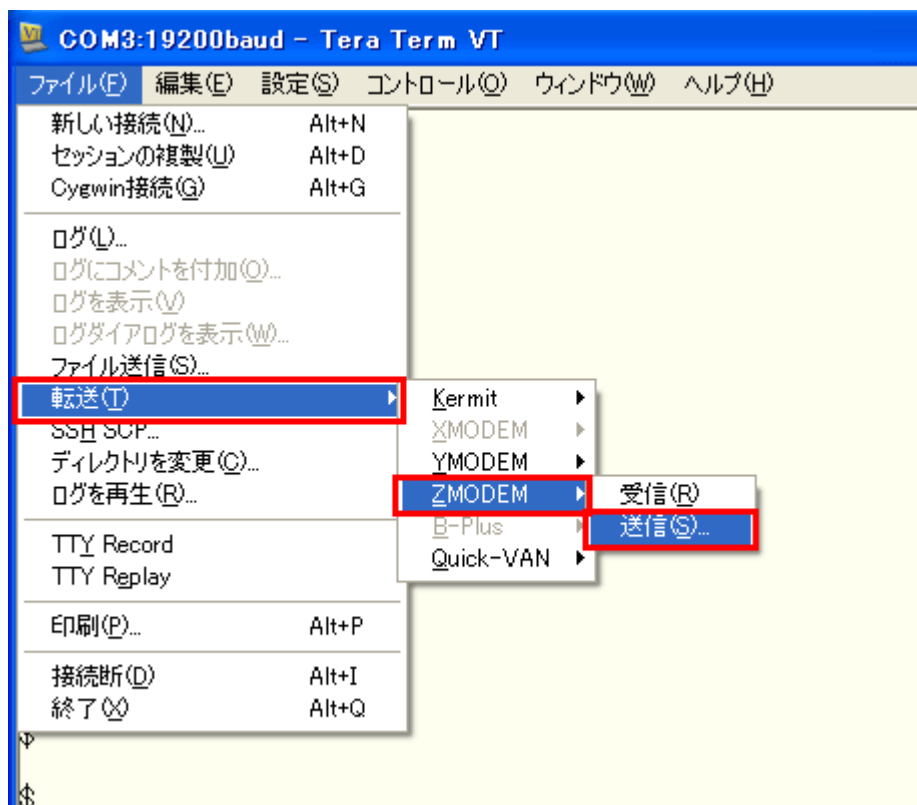 COM3:19200baud - Tera Term VT
ファイル(F) 編集(E) 設定(S) コントロール(O) ウィンドウ(W) ヘルプ(H)
新しい接続(N)... Alt+N
セッションの複製(U) Alt+D
Cygwin接続(G) Alt+G
ログ(L)...
ログにコメントを付加(O)...
ログを表示(V)
ログダイアログを表示(W)...
ファイル送信(S)...
転送(T)
SSH SCP...
ディレクトリを変更(C)...
ログを再生(R)...
TTY Record
TTY Replay
印刷(P)... Alt+P
接続断(D) Alt+I
終了(X) Alt+Q
Kermit
XMODEM
YMODEM
ZMODEM
B-Plus
Quick-VAN
受信(R)
送信(S)...
$
$